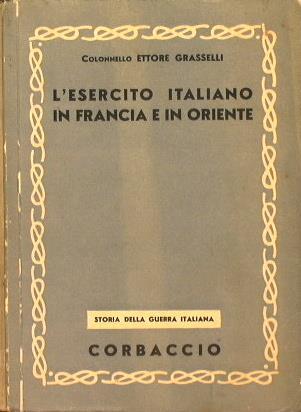 Colonnello ETTORE GRASSELLI
L'ESERCITO ITALIANO
IN FRANCIA E IN ORIENTE
STORIA DELLA GUERRA ITALIANA
CORBACCIO